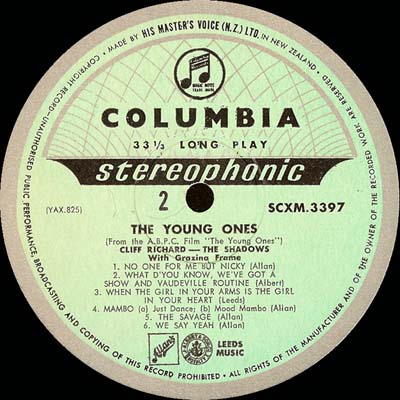 MADE BY HIS MASTER'S VOICE (N.Z.) LTD. IN NEW ZEALAND • ALL RIGHTS OF THE MANUFACTURER AND OF THE OWNER OF THE RECORDED WORK ARE RESERVED
COPYRIGHT RECORD—UNAUTHORISED PUBLIC PERFORMANCE, BROADCASTING AND COPYING OF THIS RECORD PROHIBITED •
MAGIC NOTES
TRADE MARK
COLUMBIA
33⅓ LONG PLAY
stereophonic
2
(YAX.825)
SCXM.3397
THE YOUNG ONES
(From the A.B.P.C. Film "The Young Ones")
CLIFF RICHARD — THE SHADOWS
With Grazina Frame
1. NO ONE FOR ME BUT NICKY (Allan)
2. WHAT D'YOU KNOW, WE'VE GOT A
SHOW AND VAUDEVILLE ROUTINE (Albert)
3. WHEN THE GIRL IN YOUR ARMS IS THE GIRL
IN YOUR HEART (Leeds)
4. MAMBO (a) Just Dance; (b) Mood Mambo (Allan)
5. THE SAVAGE (Allan)
6. WE SAY YEAH (Allan)
Allans
LEEDS
MUSIC